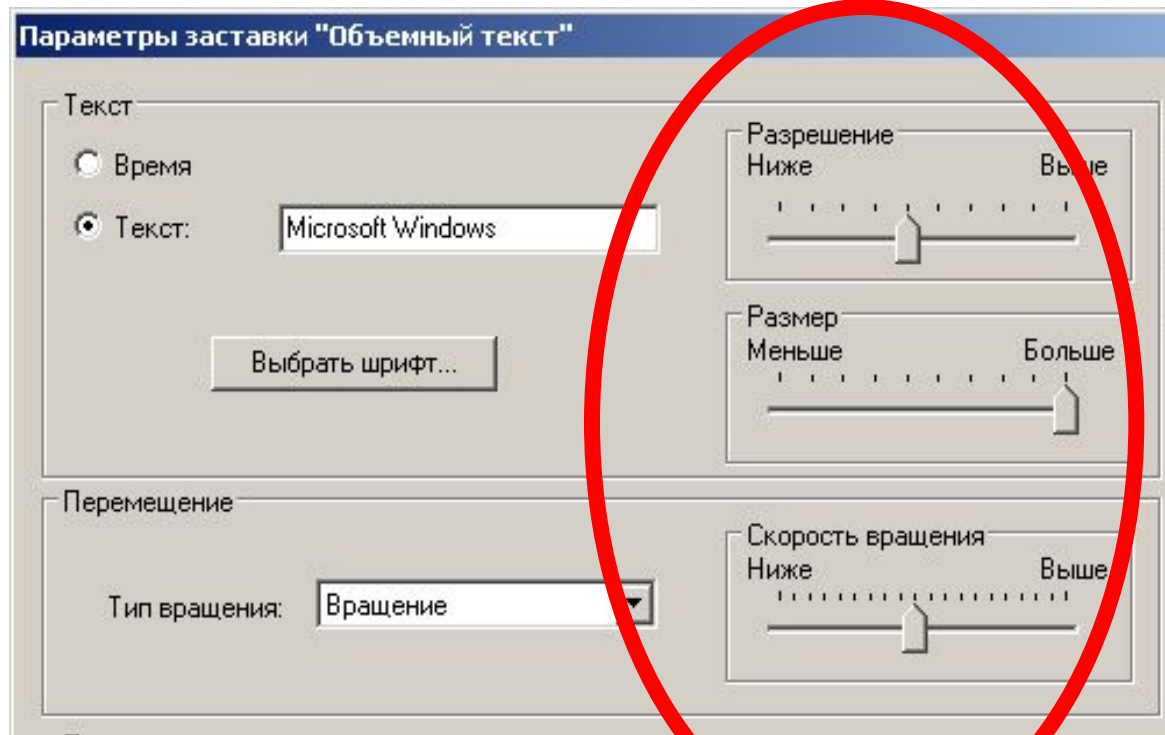 Параметры заставки "Объемный текст"
Текст
Время
Текст: Microsoft Windows
Выбрать шрифт...
Разрешение
Ниже Выше
Размер
Меньше Больше
Перемещение
Тип вращения: Вращение
Скорость вращения
Ниже Выше